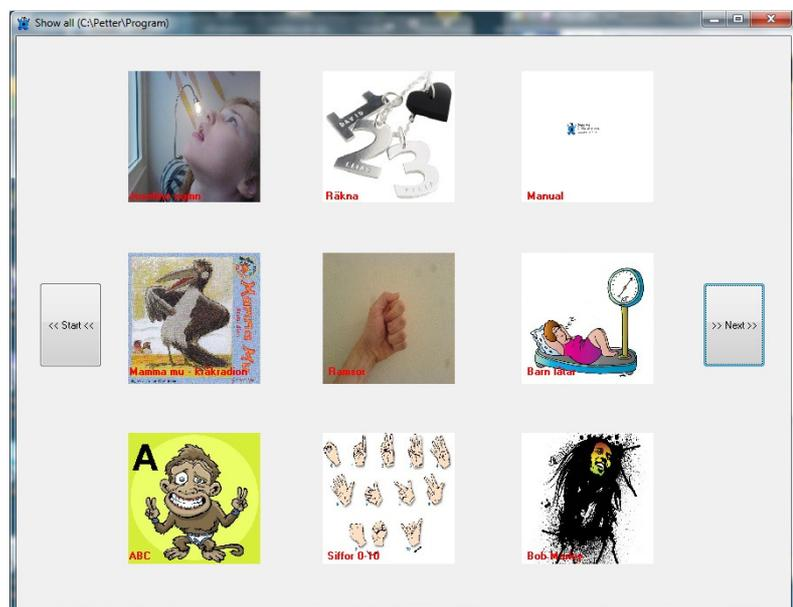 Show all (C:\Petter\Program)
DAVID
Räkna
Manual
<< Start <<
>> Next >>
Mamma mu - kråkradion
Ramsor
Barn låtar
A
ABC
Siffor 0-10
Bob Marley